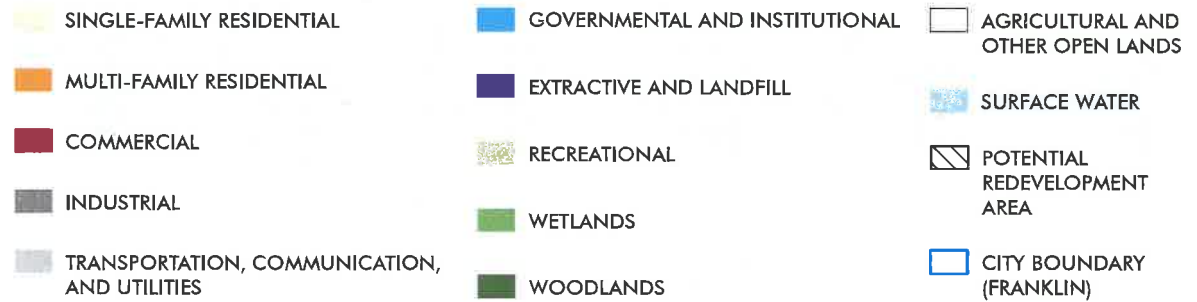 SINGLE-FAMILY RESIDENTIAL
MULTI-FAMILY RESIDENTIAL
COMMERCIAL
INDUSTRIAL
TRANSPORTATION, COMMUNICATION,
AND UTILITIES
GOVERNMENTAL AND INSTITUTIONAL
EXTRACTIVE AND LANDFILL
RECREATIONAL
WETLANDS
WOODLANDS
AGRICULTURAL AND
OTHER OPEN LANDS
SURFACE WATER
POTENTIAL
REDEVELOPMENT
AREA
CITY BOUNDARY
(FRANKLIN)